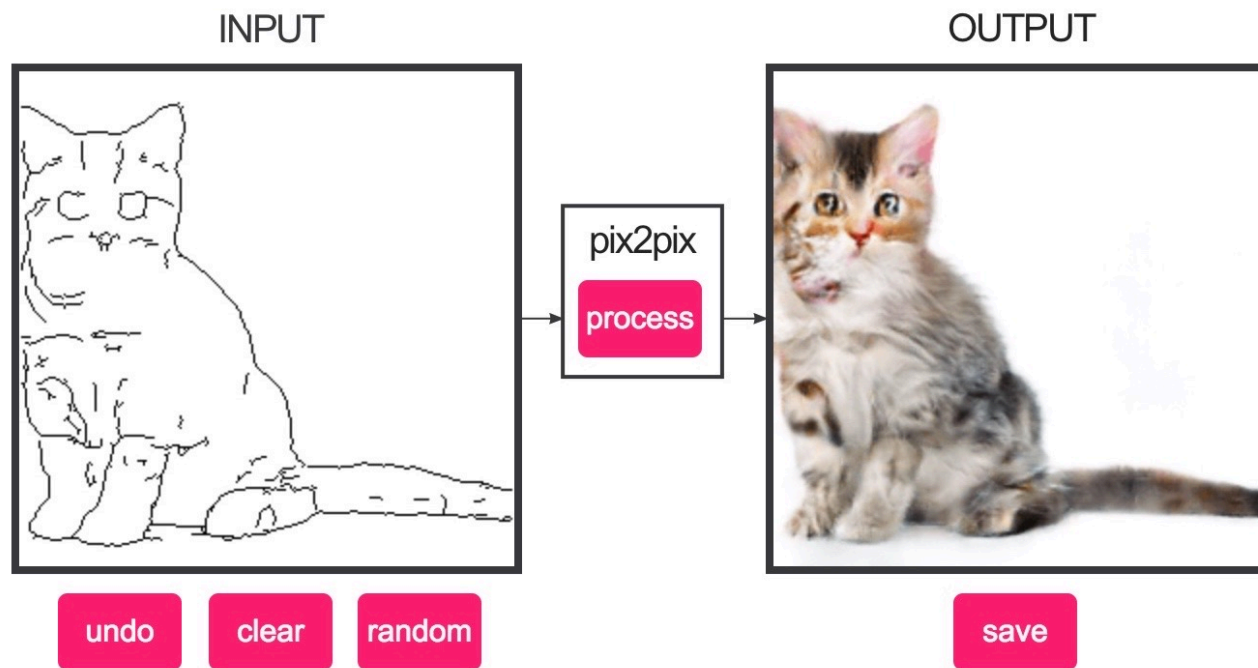 INPUT
OUTPUT
pix2pix
process
undo
clear
random
save